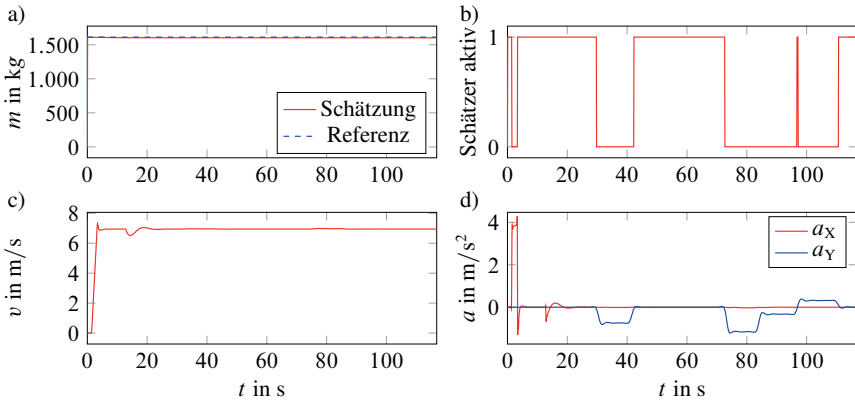 a)
b)
1.500
1.000
500
0
m in kg
Schätzung
Referenz
0 20 40 60 80 100
1
0
Schätzer aktiv
0 20 40 60 80 100
c)
d)
8
6
4
2
0
v in m/s
0 20 40 60 80 100
t in s
4
2
0
a in m/s²
aX
aY
0 20 40 60 80 100
t in s